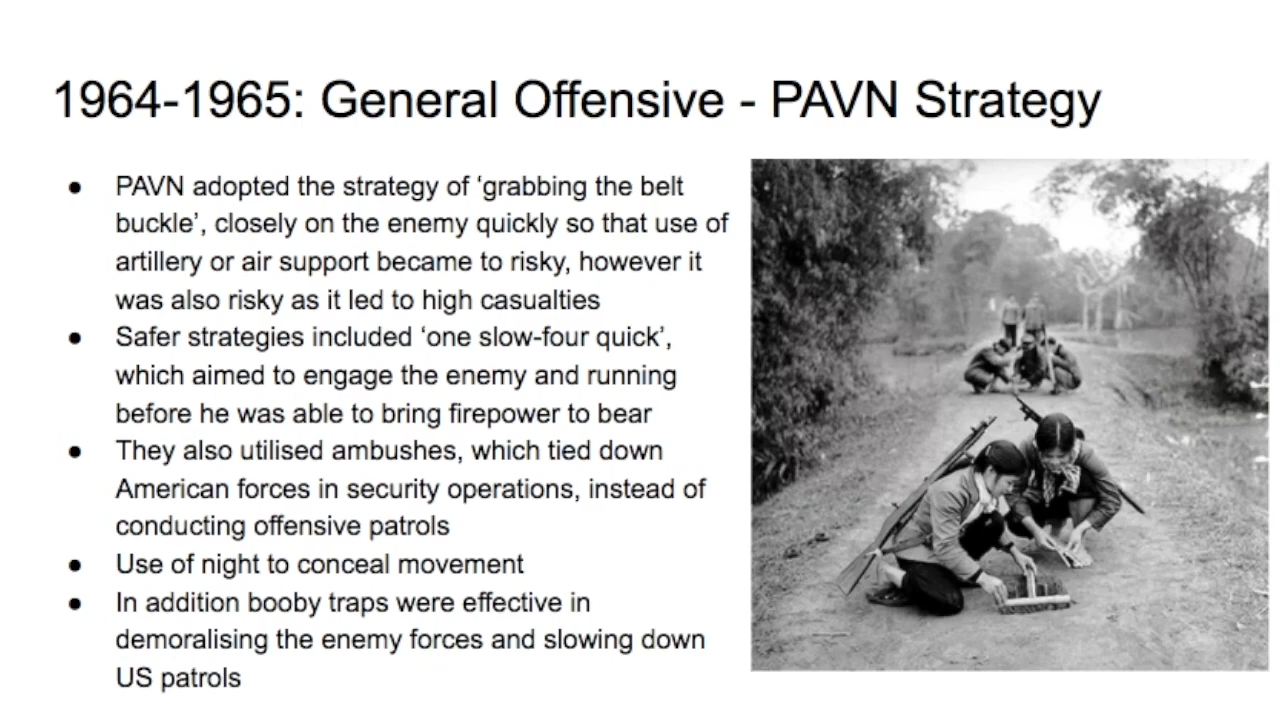 1964-1965: General Offensive - PAVN Strategy
● PAVN adopted the strategy of ‘grabbing the belt
buckle’, closely on the enemy quickly so that use of
artillery or air support became to risky, however it
was also risky as it led to high casualties
● Safer strategies included ‘one slow-four quick’,
which aimed to engage the enemy and running
before he was able to bring firepower to bear
● They also utilised ambushes, which tied down
American forces in security operations, instead of
conducting offensive patrols
● Use of night to conceal movement
● In addition booby traps were effective in
demoralising the enemy forces and slowing down
US patrols